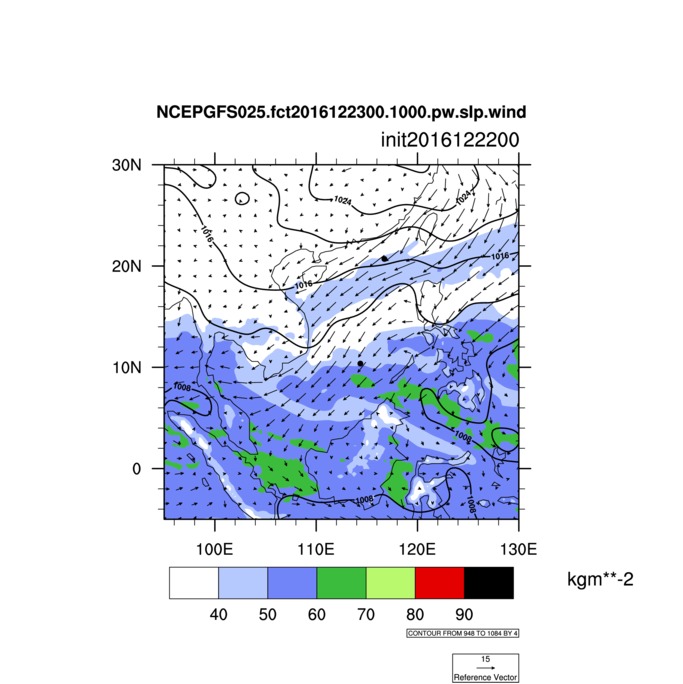 NCEPGFS025.fct2016122300.1000.pw.slp.wind
init2016122200
30N
1024
1024
1016
20N
1016
1016
10N
1008
1008
0
1008
1008
100E 110E 120E 130E
kgm**-2
40 50 60 70 80 90
CONTOUR FROM 948 TO 1084 BY 4
15
Reference Vector